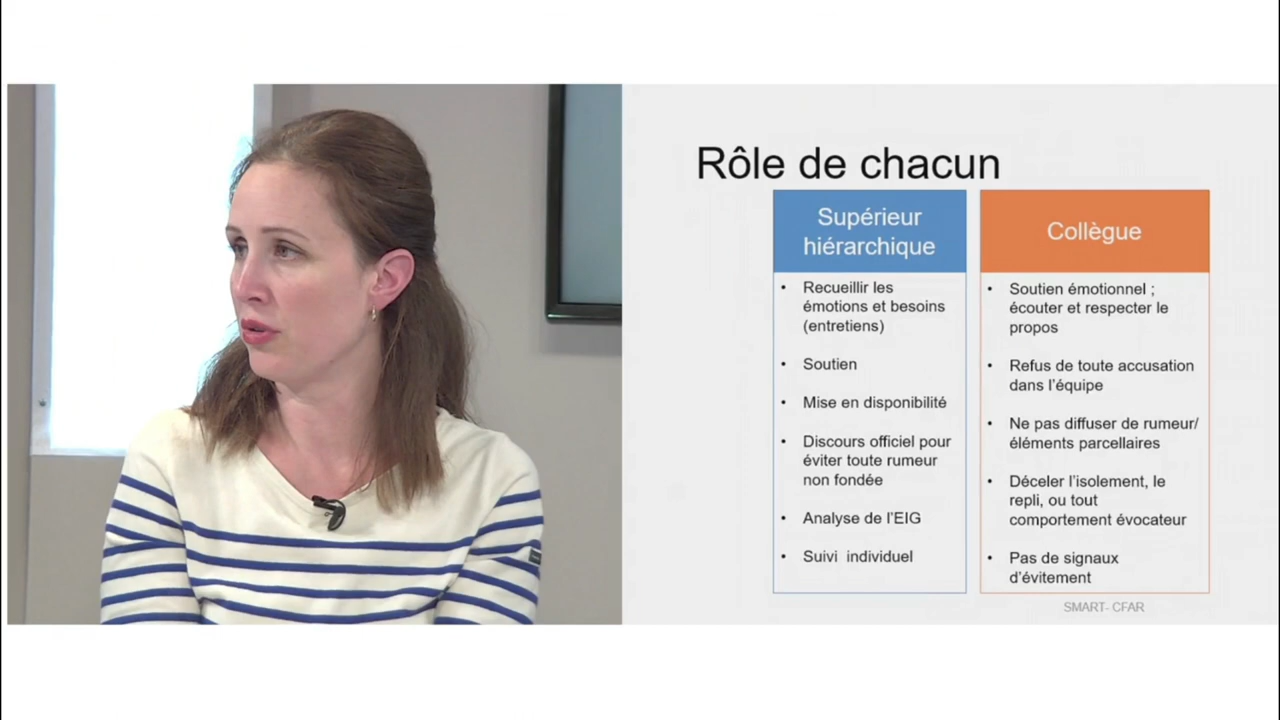 Rôle de chacun
Supérieur
hiérarchique
• Recueillir les
émotions et besoins
(entretiens)
• Soutien
• Mise en disponibilité
• Discours officiel pour
éviter toute rumeur
non fondée
• Analyse de l’EIG
• Suivi  individuel
Collègue
• Soutien émotionnel ;
écouter et respecter le
propos
• Refus de toute accusation
dans l’équipe
• Ne pas diffuser de rumeur/
éléments parcellaires
• Déceler l’isolement, le
repli, ou tout
comportement évocateur
• Pas de signaux
d’évitement
SMART- CFAR